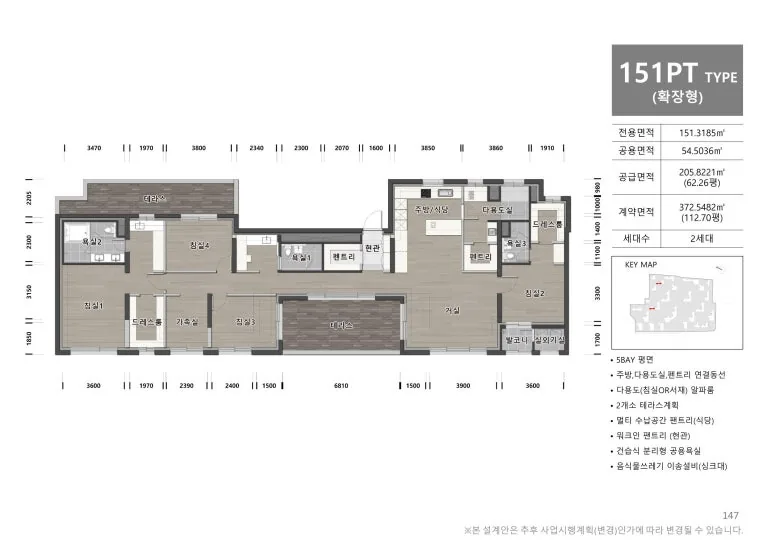 151PT TYPE
(확장형)
전용면적 151.3185㎡
공용면적 54.5036㎡
공급면적 205.8221㎡
(62.26평)
계약면적 372.5482㎡
(112.70평)
세대수 2세대
KEY MAP
• 5BAY 평면
• 주방,다용도실,팬트리 연결동선
• 다용도(침실OR서재) 알파룸
• 2개소 테라스계획
• 멀티 수납공간 팬트리(식당)
• 워크인 팬트리 (현관)
• 건습식 분리형 공용욕실
• 음식물쓰레기 이송설비(싱크대)
3470 1970 3800 2340 2300 2070 1600 3850 3860 1910
2205
2300
3150
1850
980
1000
1400
1100
3300
1700
테라스
주방/식당
다용도실
드레스룸
욕실2
침실4
욕실1
팬트리
현관
팬트리
욕실3
침실1
드레스룸
가족실
침실3
테라스
거실
침실2
발코니
실외기실
3600 1970 2390 2400 1500 6810 1500 3900 3600
147
※본 설계안은 추후 사업시행계획(변경)인가에 따라 변경될 수 있습니다.